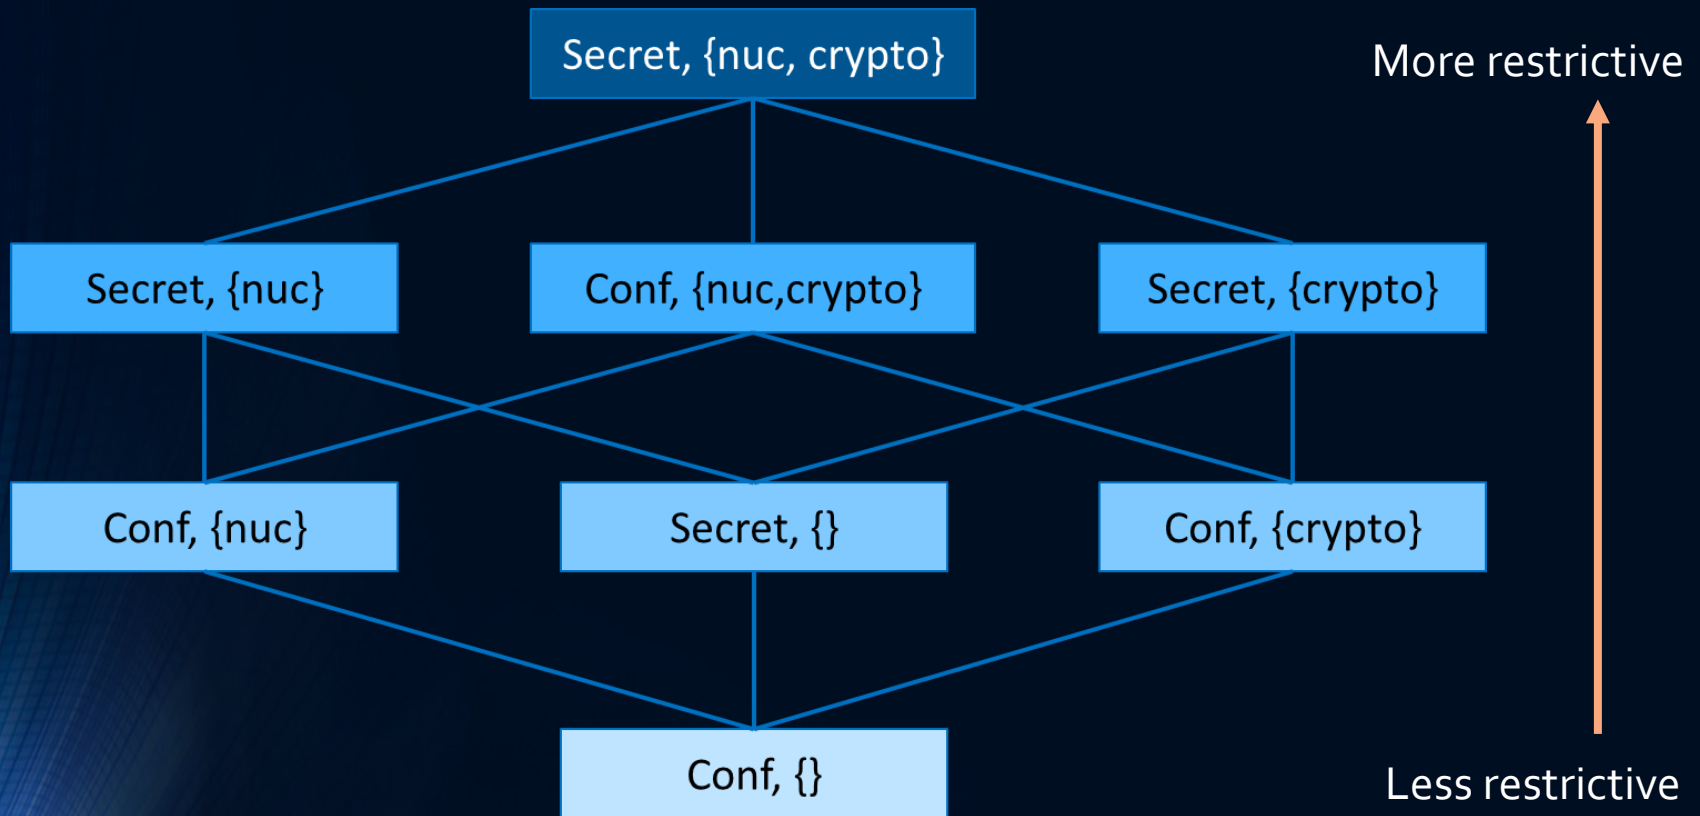 Secret, {nuc, crypto}
More restrictive
Secret, {nuc}
Conf, {nuc,crypto}
Secret, {crypto}
Conf, {nuc}
Secret, {}
Conf, {crypto}
Conf, {}
Less restrictive